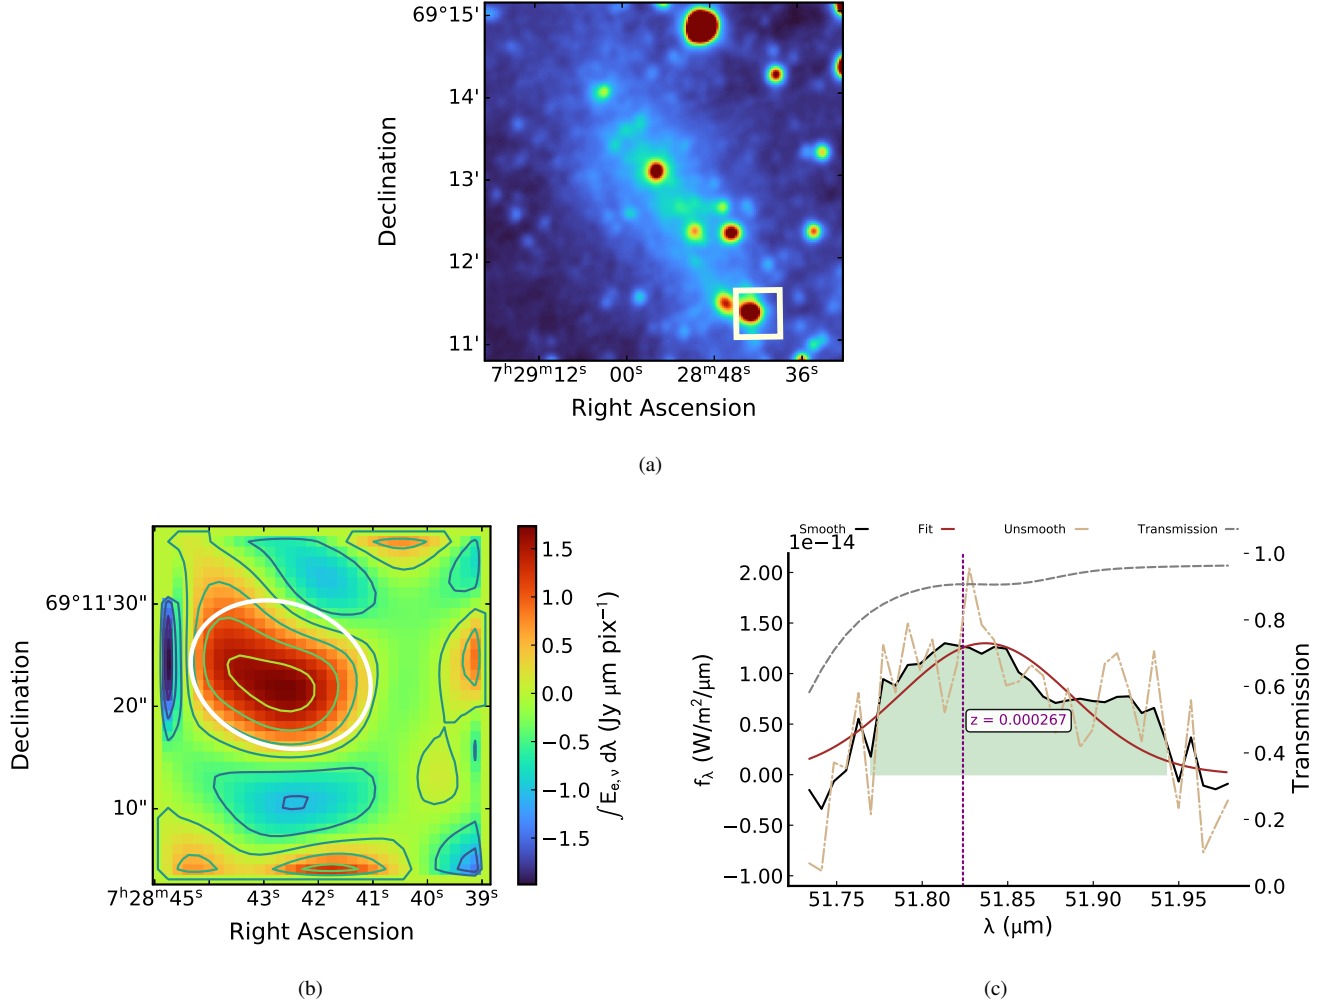 69°15'
14'
13'
12'
11'
Declination
7ʰ29ᵐ12ˢ 00ˢ 28ᵐ48ˢ 36ˢ
Right Ascension
(a)
69°11'30"
20"
10"
Declination
7ʰ28ᵐ45ˢ 43ˢ 42ˢ 41ˢ 40ˢ 39ˢ
Right Ascension
1.5
1.0
0.5
0.0
−0.5
−1.0
−1.5
∫ E_{e,ν} dλ (Jy μm pix⁻¹)
(b)
Smooth Fit Unsmooth Transmission
1e−14
2.00
1.50
1.00
0.50
0.00
−0.50
−1.00
f_λ (W/m²/μm)
z = 0.000267
51.75 51.80 51.85 51.90 51.95
λ (μm)
1.0
0.8
0.6
0.4
0.2
0.0
Transmission
(c)